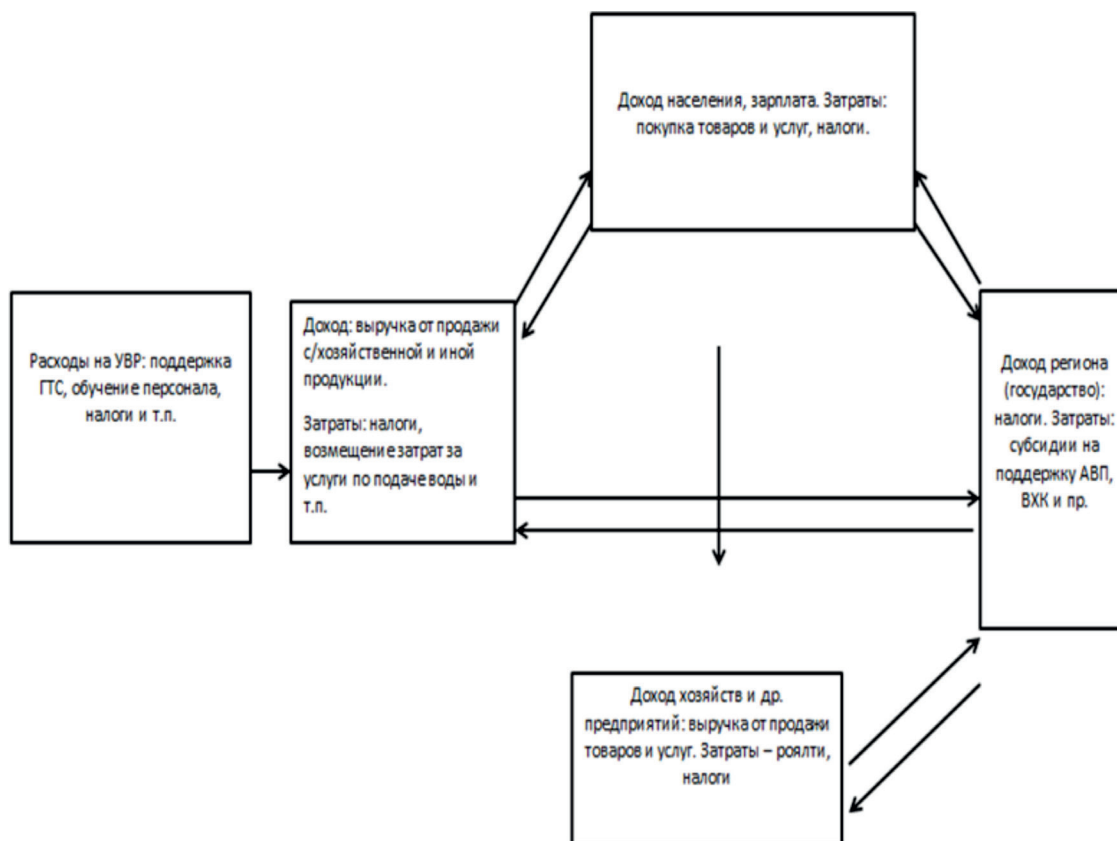 Доход населения, зарплата. Затраты:
покупка товаров и услуг, налоги.
Расходы на УВР: поддержка
ГТС, обучение персонала,
налоги и т.п.
Доход: выручка от продажи
с/хозяйственной и иной
продукции.
Затраты: налоги,
возмещение затрат за
услуги по подаче воды и
т.п.
Доход региона
(государство):
налоги. Затраты:
субсидии на
поддержку АВП,
ВХК и пр.
Доход хозяйств и др.
предприятий: выручка от продажи
товаров и услуг. Затраты – роялти,
налоги